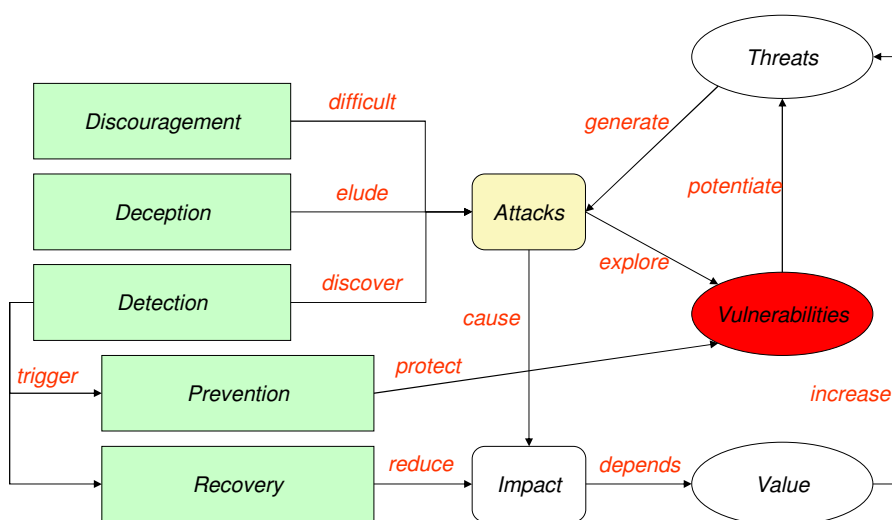 Threats
difficult
Discouragement
generate
potentiate
elude
Deception
Attacks
explore
discover
Detection
cause
Vulnerabilities
trigger
protect
Prevention
increase
reduce
depends
Recovery
Impact
Value